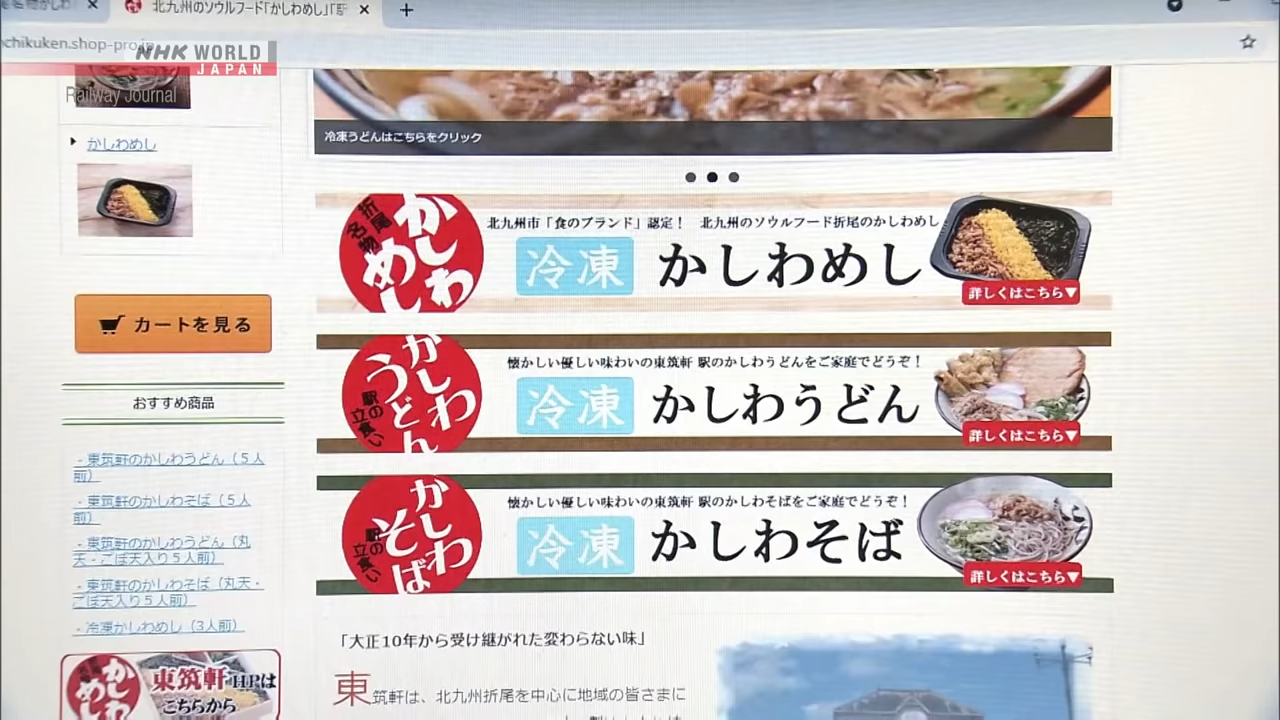 北九州のソウルフード「かしわめし」「駅
chikuken.shop-pro.jp
NHK WORLD
JAPAN
Railway Journal
かしわめし
カートを見る
おすすめ商品
- 東筑軒のかしわうどん（５人
前）
- 東筑軒のかしわそば（５人
前）
- 東筑軒のかしわうどん（丸
天・ごぼ天入り５人前）
- 東筑軒のかしわそば（丸天・
ごぼ天入り５人前）
- 冷凍かしわめし（3人前）
東筑軒HPは
こちらから
冷凍うどんはこちらをクリック
折尾名物
かしわめし
北九州市「食のブランド」認定！　北九州のソウルフード折尾のかしわめし
冷凍 かしわめし
詳しくはこちら▼
駅の立食い
かしわうどん
懐かしい優しい味わいの東筑軒 駅のかしわうどんをご家庭でどうぞ！
冷凍 かしわうどん
詳しくはこちら▼
駅の立食い
かしわそば
懐かしい優しい味わいの東筑軒 駅のかしわそばをご家庭でどうぞ！
冷凍 かしわそば
詳しくはこちら▼
「大正10年から受け継がれた変わらない味」
東筑軒は、北九州折尾を中心に地域の皆さまに